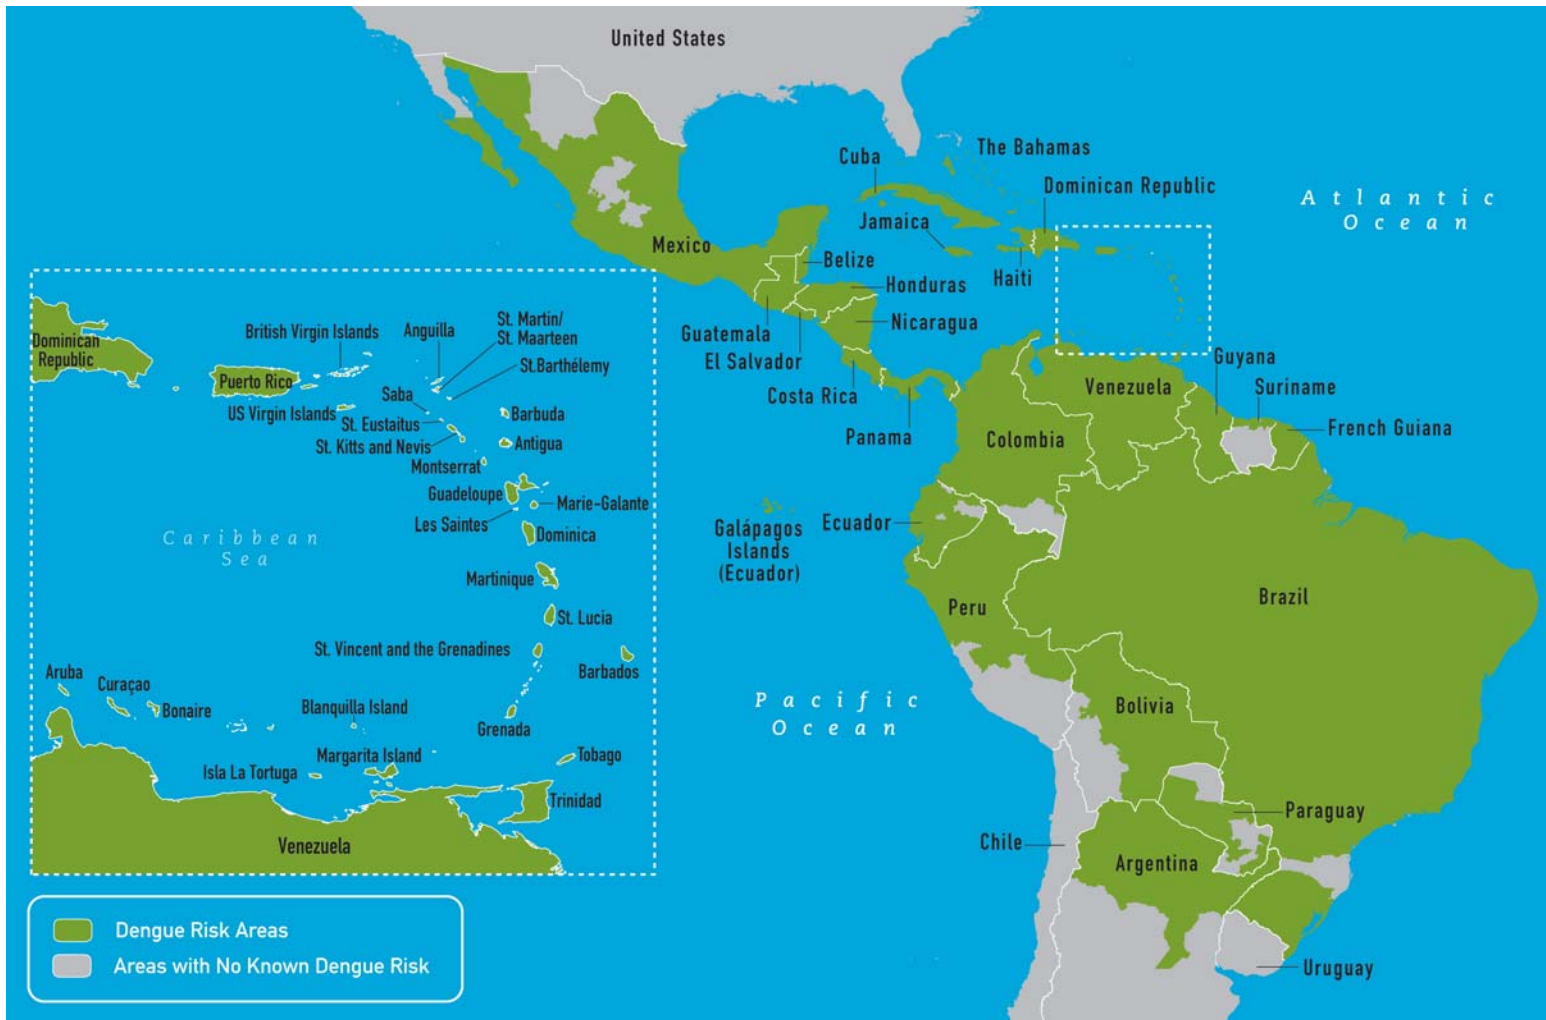 United States
The Bahamas
Cuba
Dominican Republic
Atlantic
Ocean
Jamaica
Mexico
Belize
Haiti
Honduras
Nicaragua
Guatemala
El Salvador
Costa Rica
Panama
Guyana
Suriname
Venezuela
French Guiana
Colombia
Ecuador
Galápagos
Islands
(Ecuador)
Brazil
Peru
Pacific
Ocean
Bolivia
Paraguay
Chile
Argentina
Uruguay
Dominican
Republic
British Virgin Islands
Anguilla
St. Martin/
St. Maarteen
St.Barthélemy
Puerto Rico
Saba
US Virgin Islands
Barbuda
St. Eustaitus
St. Kitts and Nevis
Antigua
Montserrat
Guadeloupe
Marie-Galante
Les Saintes
Dominica
Caribbean
Sea
Martinique
St. Lucia
St. Vincent and the Grenadines
Barbados
Aruba
Curaçao
Bonaire
Blanquilla Island
Grenada
Margarita Island
Tobago
Isla La Tortuga
Trinidad
Venezuela
Dengue Risk Areas
Areas with No Known Dengue Risk